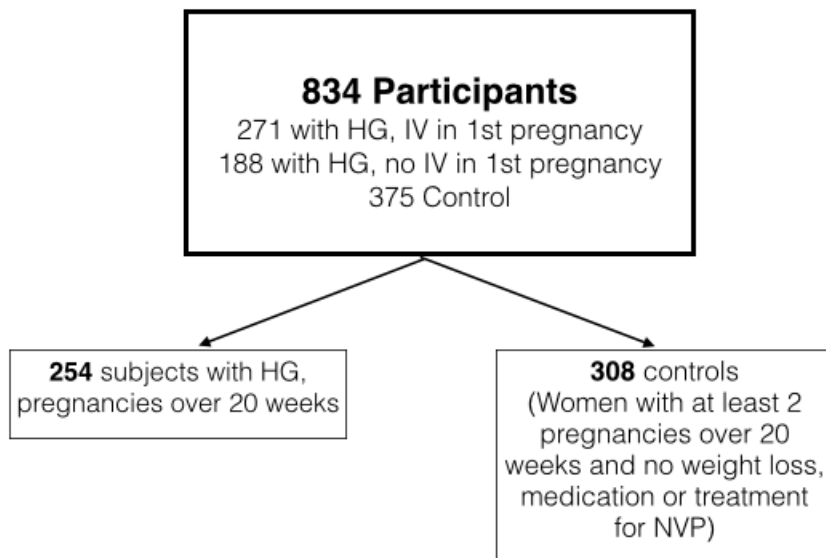 834 Participants
271 with HG, IV in 1st pregnancy
188 with HG, no IV in 1st pregnancy
375 Control
254 subjects with HG,
pregnancies over 20 weeks
308 controls
(Women with at least 2
pregnancies over 20
weeks and no weight loss,
medication or treatment
for NVP)